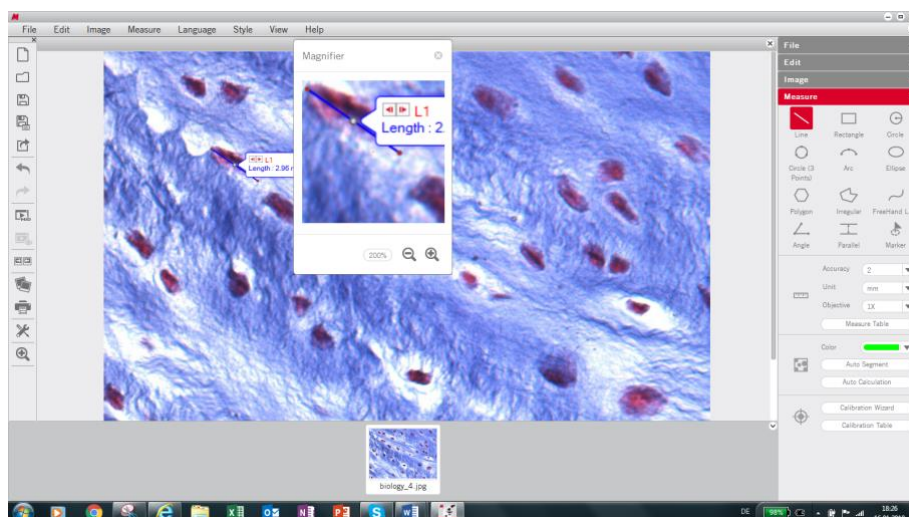 File Edit Image Measure Language Style View Help
Magnifier
L1
Length : 2.
200%
L1
Length : 2.96
File
Edit
Image
Measure
Line Rectangle Circle
Circle (3 Points) Arc Ellipse
Polygon Irregular FreeHand L
Angle Parallel Marker
Accuracy 2
Unit mm
Objective 1X
Measure Table
Color
Auto Segment
Auto Calculation
Calibration Wizard
Calibration Table
biology_4.jpg
DE 98% 18:26